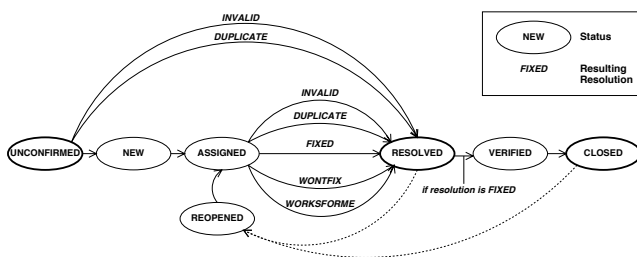 INVALID
DUPLICATE
NEW
Status
FIXED
Resulting
Resolution
INVALID
DUPLICATE
FIXED
UNCONFIRMED
NEW
ASSIGNED
RESOLVED
VERIFIED
CLOSED
WONTFIX
WORKSFORME
if resolution is FIXED
REOPENED